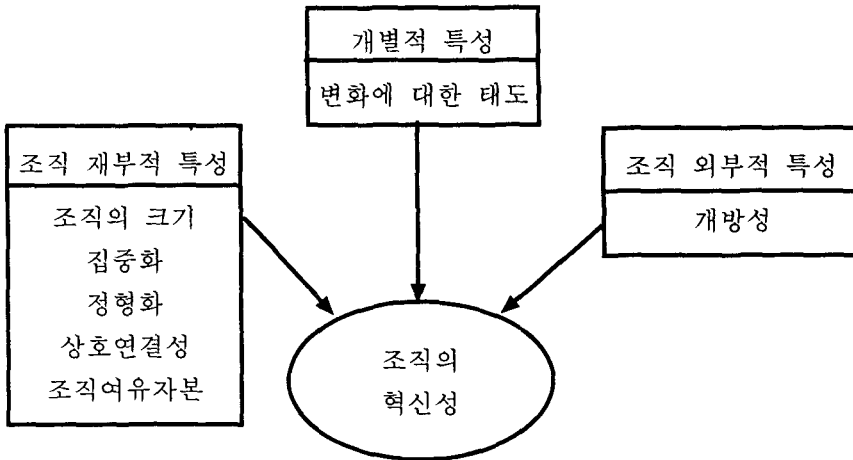 개별적 특성
변화에 대한 태도
조직 재부적 특성
조직의 크기
집중화
정형화
상호연결성
조직여유자본
조직 외부적 특성
개방성
조직의
혁신성